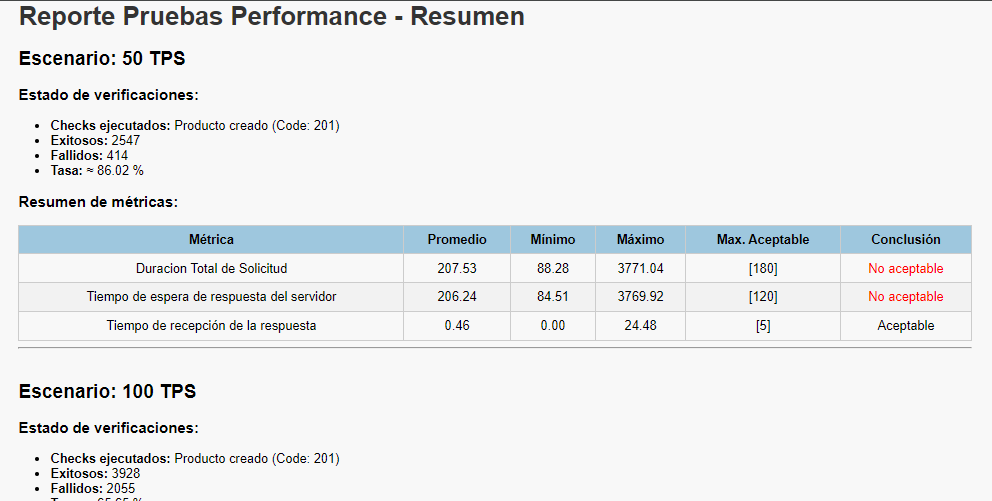 Reporte Pruebas Performance - Resumen
Escenario: 50 TPS
Estado de verificaciones:
Checks ejecutados: Producto creado (Code: 201)
Exitosos: 2547
Fallidos: 414
Tasa: ≈ 86.02 %
Resumen de métricas:
Métrica Promedio Mínimo Máximo Max. Aceptable Conclusión
Duracion Total de Solicitud 207.53 88.28 3771.04 [180] No aceptable
Tiempo de espera de respuesta del servidor 206.24 84.51 3769.92 [120] No aceptable
Tiempo de recepción de la respuesta 0.46 0.00 24.48 [5] Aceptable
Escenario: 100 TPS
Estado de verificaciones:
Checks ejecutados: Producto creado (Code: 201)
Exitosos: 3928
Fallidos: 2055